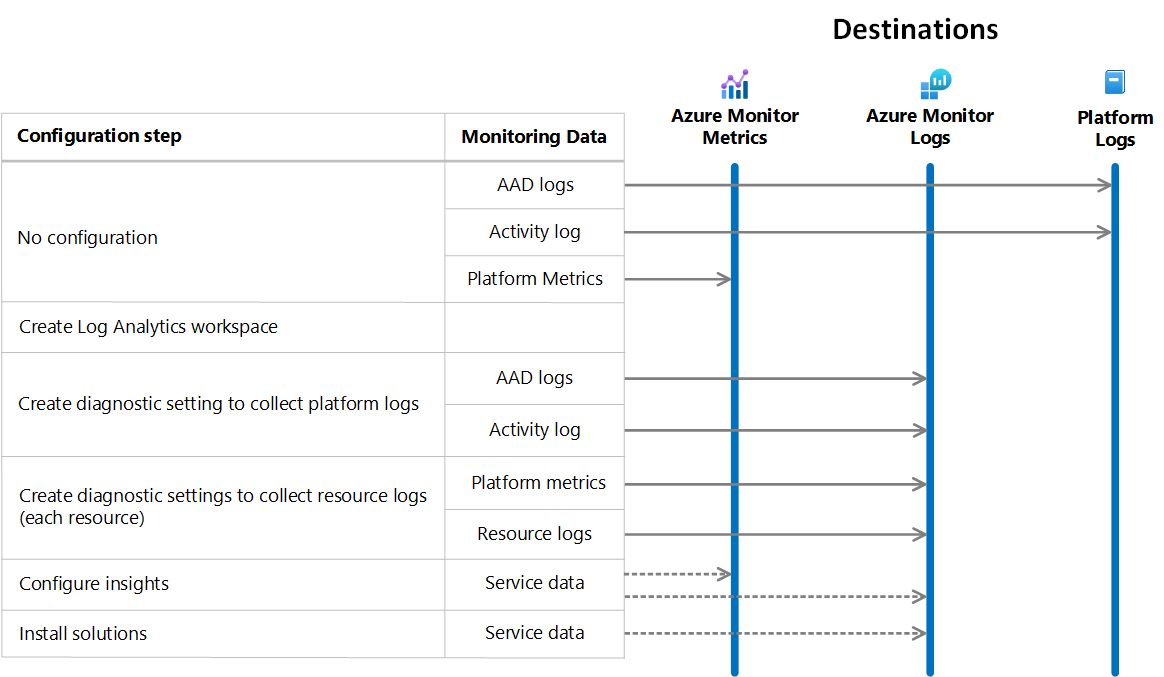 Destinations
Azure Monitor
Metrics
Azure Monitor
Logs
Platform
Logs
Configuration step
Monitoring Data
No configuration
AAD logs
Activity log
Platform Metrics
Create Log Analytics workspace
Create diagnostic setting to collect platform logs
AAD logs
Activity log
Create diagnostic settings to collect resource logs
(each resource)
Platform metrics
Resource logs
Configure insights
Service data
Install solutions
Service data